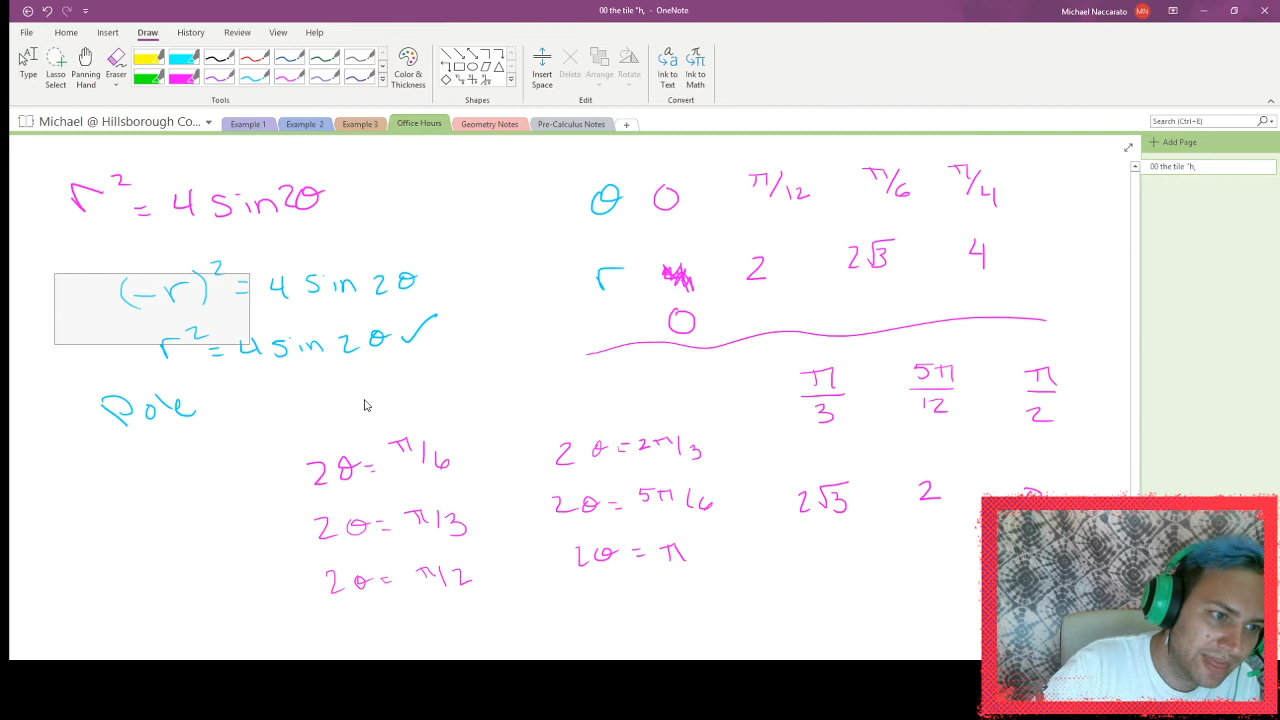 00 the tile "h, - OneNote
Michael Naccarato MN
File Home Insert Draw History Review View Help
Type
Lasso Select
Panning Hand
Eraser
Color & Thickness
Insert Space
Delete
Arrange
Rotate
Ink to Text
Ink to Math
Tools
Shapes
Edit
Convert
Michael @ Hillsborough Co...
Example 1
Example 2
Example 3
Office Hours
Geometry Notes
Pre-Calculus Notes
Search (Ctrl+E)
Add Page
00 the tile "h,
r² = 4 sin2θ
(-r)² = 4 sin 2θ
r² = 4 sin 2θ ✓
Pole
θ 0 π/12 π/6 π/4
r 2 2√3 4
0
π/3 5π/12 π/2
2√3 2
2θ = π/6
2θ = π/3
2θ = π/2
2θ = 2π/3
2θ = 5π/6
2θ = π